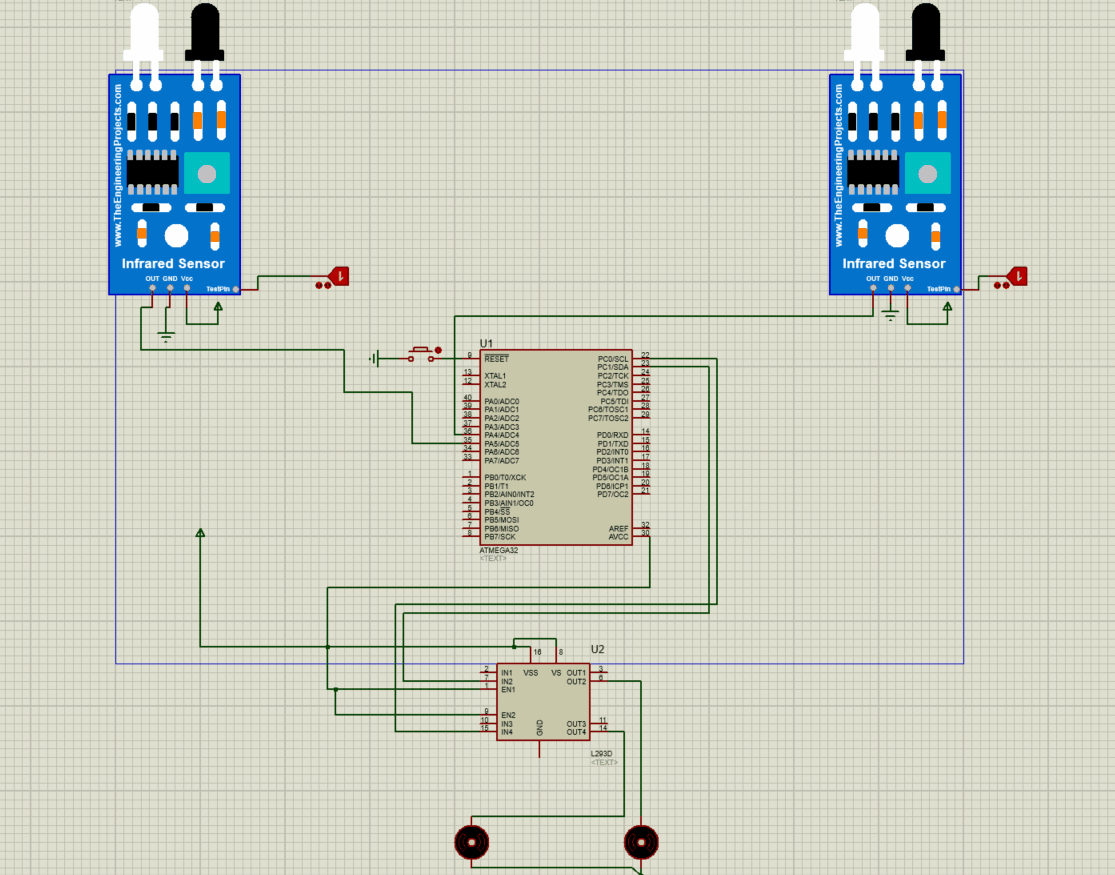 www.TheEngineeringProjects.com
Infrared Sensor
OUT GND Vcc
TestPin
1
www.TheEngineeringProjects.com
Infrared Sensor
OUT GND Vcc
TestPin
1
U1
9 RESET
13 XTAL1
12 XTAL2
40 PA0/ADC0
39 PA1/ADC1
38 PA2/ADC2
37 PA3/ADC3
36 PA4/ADC4
35 PA5/ADC5
34 PA6/ADC6
33 PA7/ADC7
1 PB0/T0/XCK
2 PB1/T1
3 PB2/AIN0/INT2
4 PB3/AIN1/OC0
5 PB4/SS
6 PB5/MOSI
7 PB6/MISO
8 PB7/SCK
PC0/SCL 22
PC1/SDA 23
PC2/TCK 24
PC3/TMS 25
PC4/TDO 26
PC5/TDI 27
PC6/TOSC1 28
PC7/TOSC2 29
PD0/RXD 14
PD1/TXD 15
PD2/INT0 16
PD3/INT1 17
PD4/OC1B 18
PD5/OC1A 19
PD6/ICP1 20
PD7/OC2 21
AREF 32
AVCC 30
ATMEGA32
<TEXT>
U2
16 8
VSS VS
2 IN1
7 IN2
1 EN1
9 EN2
10 IN3
15 IN4
OUT1 3
OUT2 6
OUT3 11
OUT4 14
GND
L293D
<TEXT>